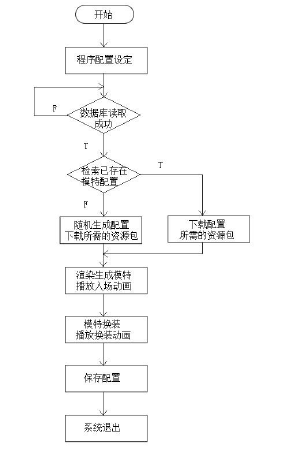 开始
程序配置设定
F
数据库读取
成功
T
检索已存在
模特配置
T
F
随机生成配置
下载所需的资源包
下载配置
所需的资源包
渲染生成模特
播放入场动画
模特换装
播放换装动画
保存配置
系统退出